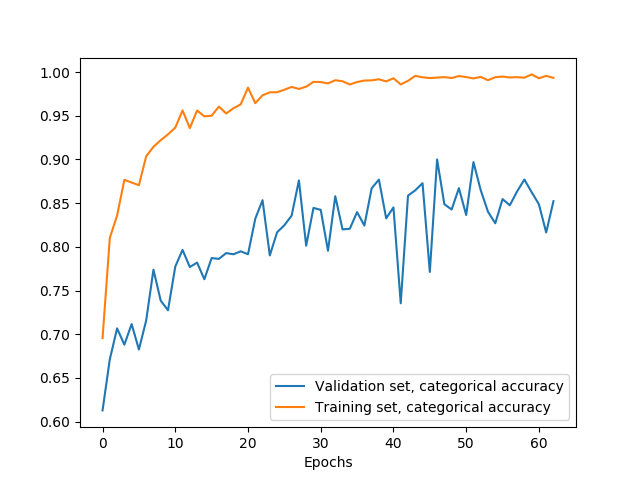 1.00
0.95
0.90
0.85
0.80
0.75
0.70
0.65
0.60
Validation set, categorical accuracy
Training set, categorical accuracy
0 10 20 30 40 50 60
Epochs